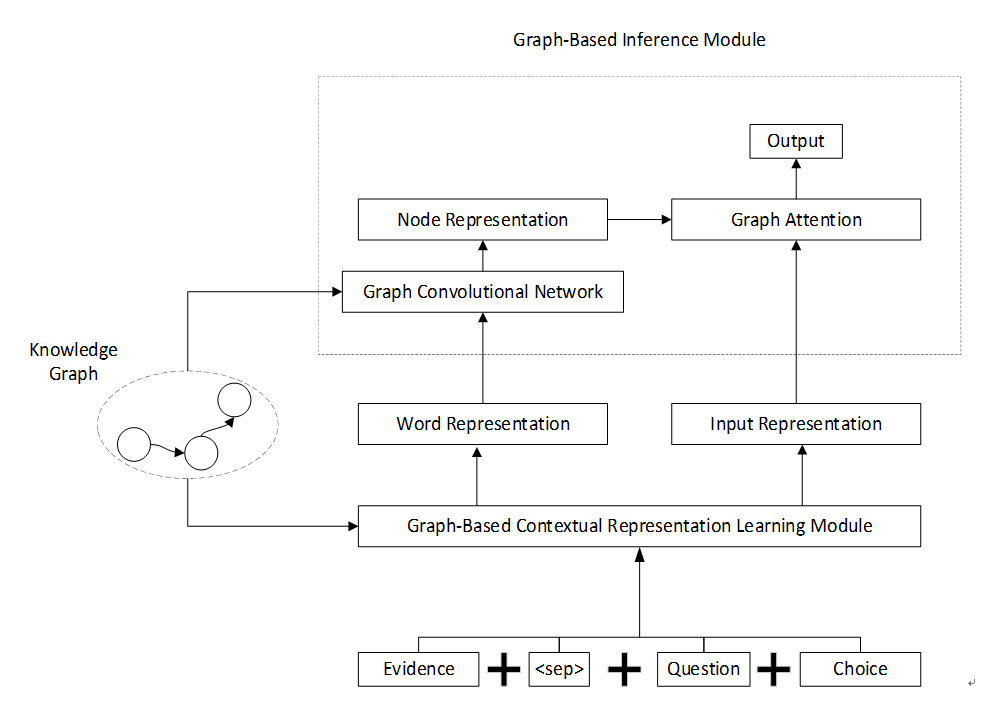 Graph-Based Inference Module
Output
Node Representation
Graph Attention
Graph Convolutional Network
Knowledge
Graph
Word Representation
Input Representation
Graph-Based Contextual Representation Learning Module
Evidence
<sep>
Question
Choice